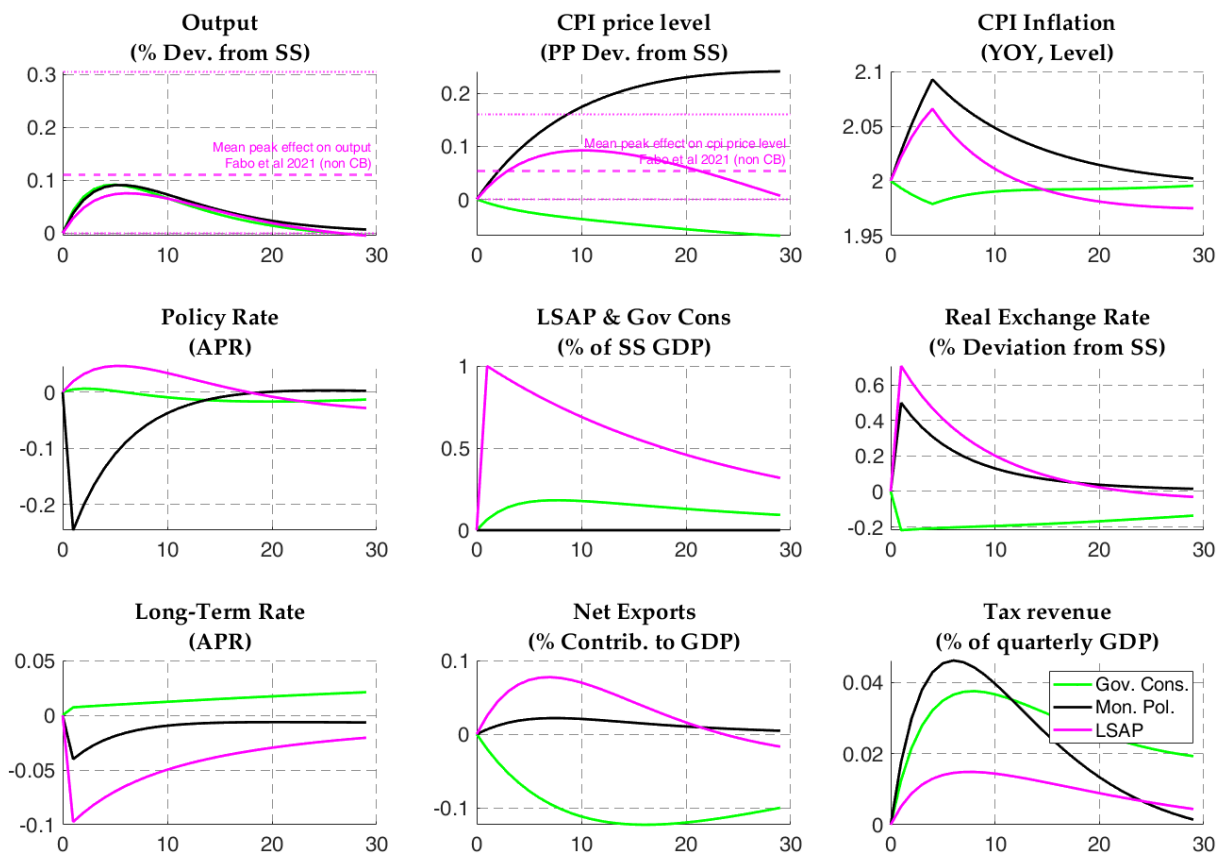 Output
(% Dev. from SS)
0.3
0.2
0.1
0
Mean peak effect on output
Fabo et al 2021 (non CB)
0 10 20 30
CPI price level
(PP Dev. from SS)
0.2
0.1
0
Mean peak effect on cpi price level
Fabo et al 2021 (non CB)
0 10 20 30
CPI Inflation
(YOY, Level)
2.1
2.05
2
1.95
0 10 20 30
Policy Rate
(APR)
0
-0.1
-0.2
0 10 20 30
LSAP & Gov Cons
(% of SS GDP)
1
0.5
0
0 10 20 30
Real Exchange Rate
(% Deviation from SS)
0.6
0.4
0.2
0
-0.2
0 10 20 30
Long-Term Rate
(APR)
0.05
0
-0.05
-0.1
0 10 20 30
Net Exports
(% Contrib. to GDP)
0.1
0
-0.1
0 10 20 30
Tax revenue
(% of quarterly GDP)
0.04
0.02
0
Gov. Cons.
Mon. Pol.
LSAP
0 10 20 30